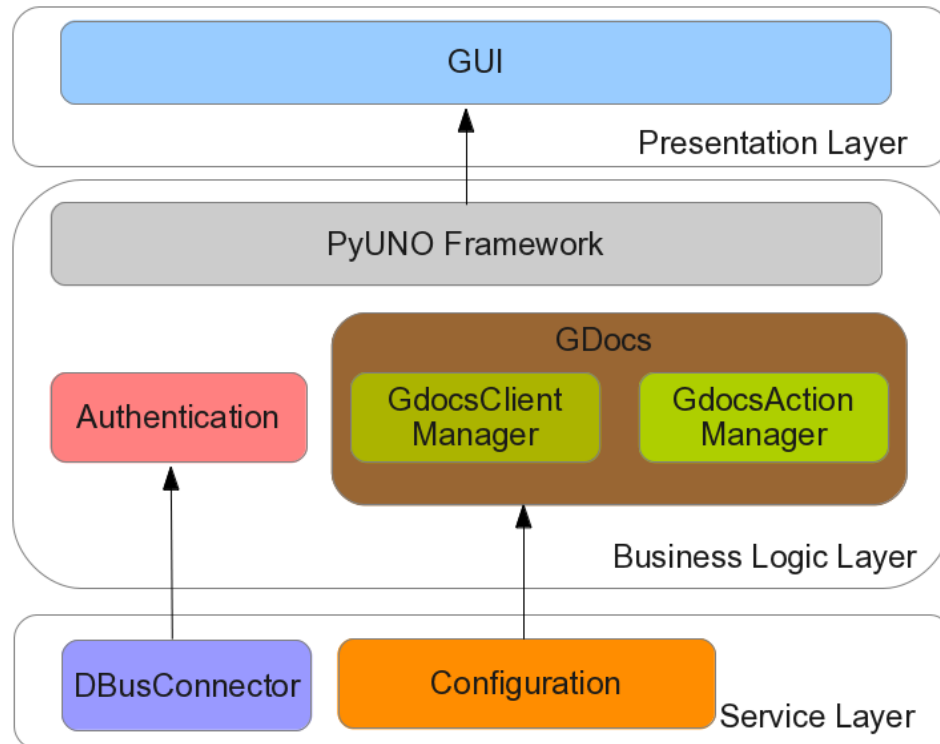 GUI
Presentation Layer
PyUNO Framework
GDocs
Authentication
GdocsClient
Manager
GdocsAction
Manager
Business Logic Layer
DBusConnector
Configuration
Service Layer